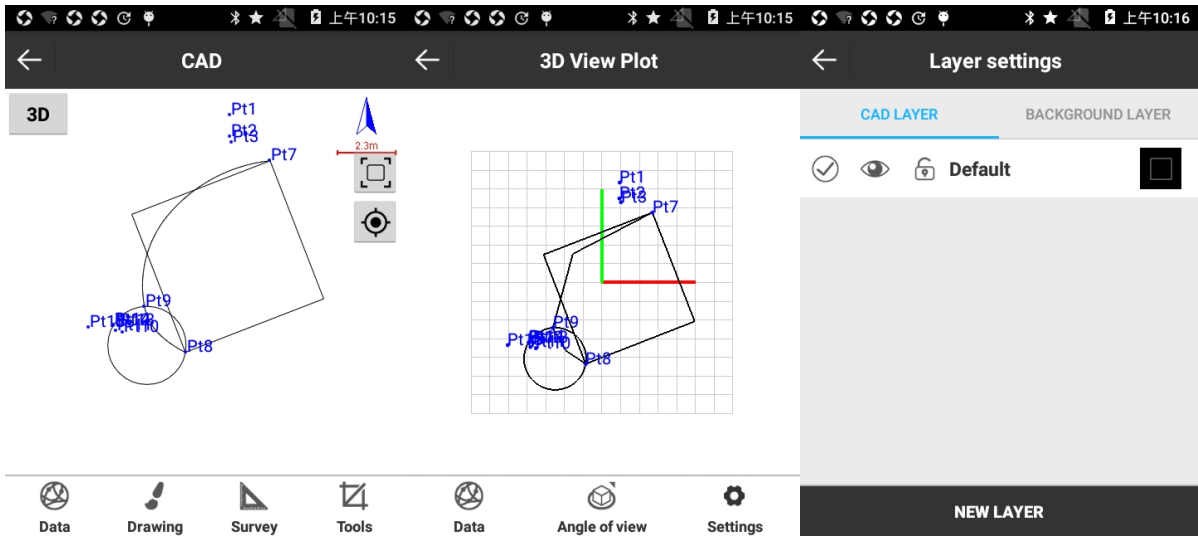 上午10:15
CAD
3D
Pt1
Pt2
Pt3
Pt7
2.3m
Pt9
Pt10
Pt8
Data
Drawing
Survey
Tools
上午10:15
3D View Plot
Pt1
Pt2
Pt3
Pt7
Pt9
Pt10
Pt8
Data
Angle of view
Settings
上午10:16
Layer settings
CAD LAYER
BACKGROUND LAYER
Default
NEW LAYER